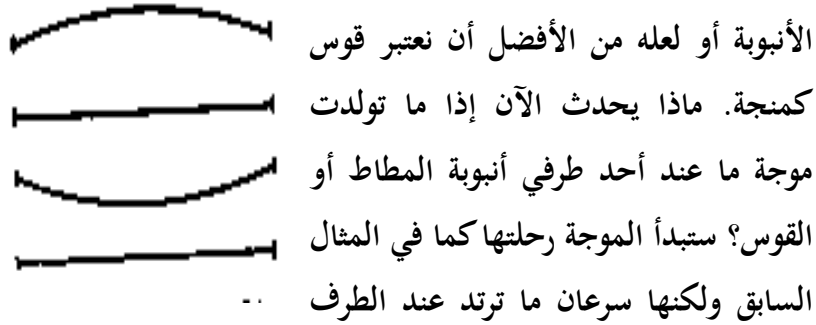 الأنبوبة أو لعله من الأفضل أن نعتبر قوس
كمنجة. ماذا يحدث الآن إذا ما تولدت
موجة ما عند أحد طرفي أنبوبة المطاط أو
القوس؟ ستبدأ الموجة رحلتها كما في المثال
السابق ولكنها سرعان ما ترتد عند الطرف